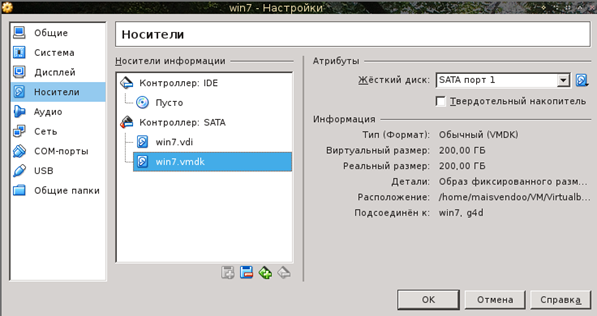 win7 - Настройки
Общие
Система
Дисплей
Носители
Аудио
Сеть
COM-порты
USB
Общие папки
Носители
Носители информации
Контроллер: IDE
Пусто
Контроллер: SATA
win7.vdi
win7.vmdk
Атрибуты
Жёсткий диск: SATA порт 1
Твердотельный накопитель
Информация
Тип (Формат): Обычный (VMDK)
Виртуальный размер: 200,00 ГБ
Реальный размер: 200,00 ГБ
Детали: Образ фиксированного разм...
Расположение: /home/maisvendoo/VM/Virtualb...
Подсоединён к: win7, g4d
OK Отмена Справка